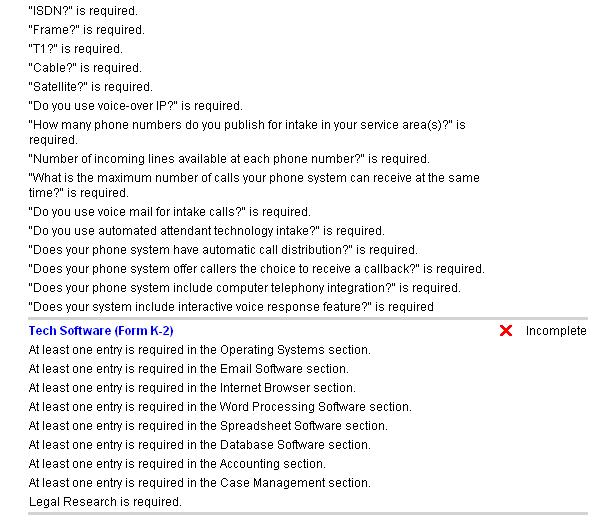 "ISDN?" is required.
"Frame?" is required.
"T1?" is required.
"Cable?" is required.
"Satellite?" is required.
"Do you use voice-over IP?" is required.
"How many phone numbers do you publish for intake in your service area(s)?" is
required.
"Number of incoming lines available at each phone number?" is required.
"What is the maximum number of calls your phone system can receive at the same
time?" is required.
"Do you use voice mail for intake calls?" is required.
"Do you use automated attendant technology intake?" is required.
"Does your phone system have automatic call distribution?" is required.
"Does your phone system offer callers the choice to receive a callback?" is required.
"Does your phone system include computer telephony integration?" is required.
"Does your system include interactive voice response feature?" is required
Tech Software (Form K-2) Incomplete
At least one entry is required in the Operating Systems section.
At least one entry is required in the Email Software section.
At least one entry is required in the Internet Browser section.
At least one entry is required in the Word Processing Software section.
At least one entry is required in the Spreadsheet Software section.
At least one entry is required in the Database Software section.
At least one entry is required in the Accounting section.
At least one entry is required in the Case Management section.
Legal Research is required.